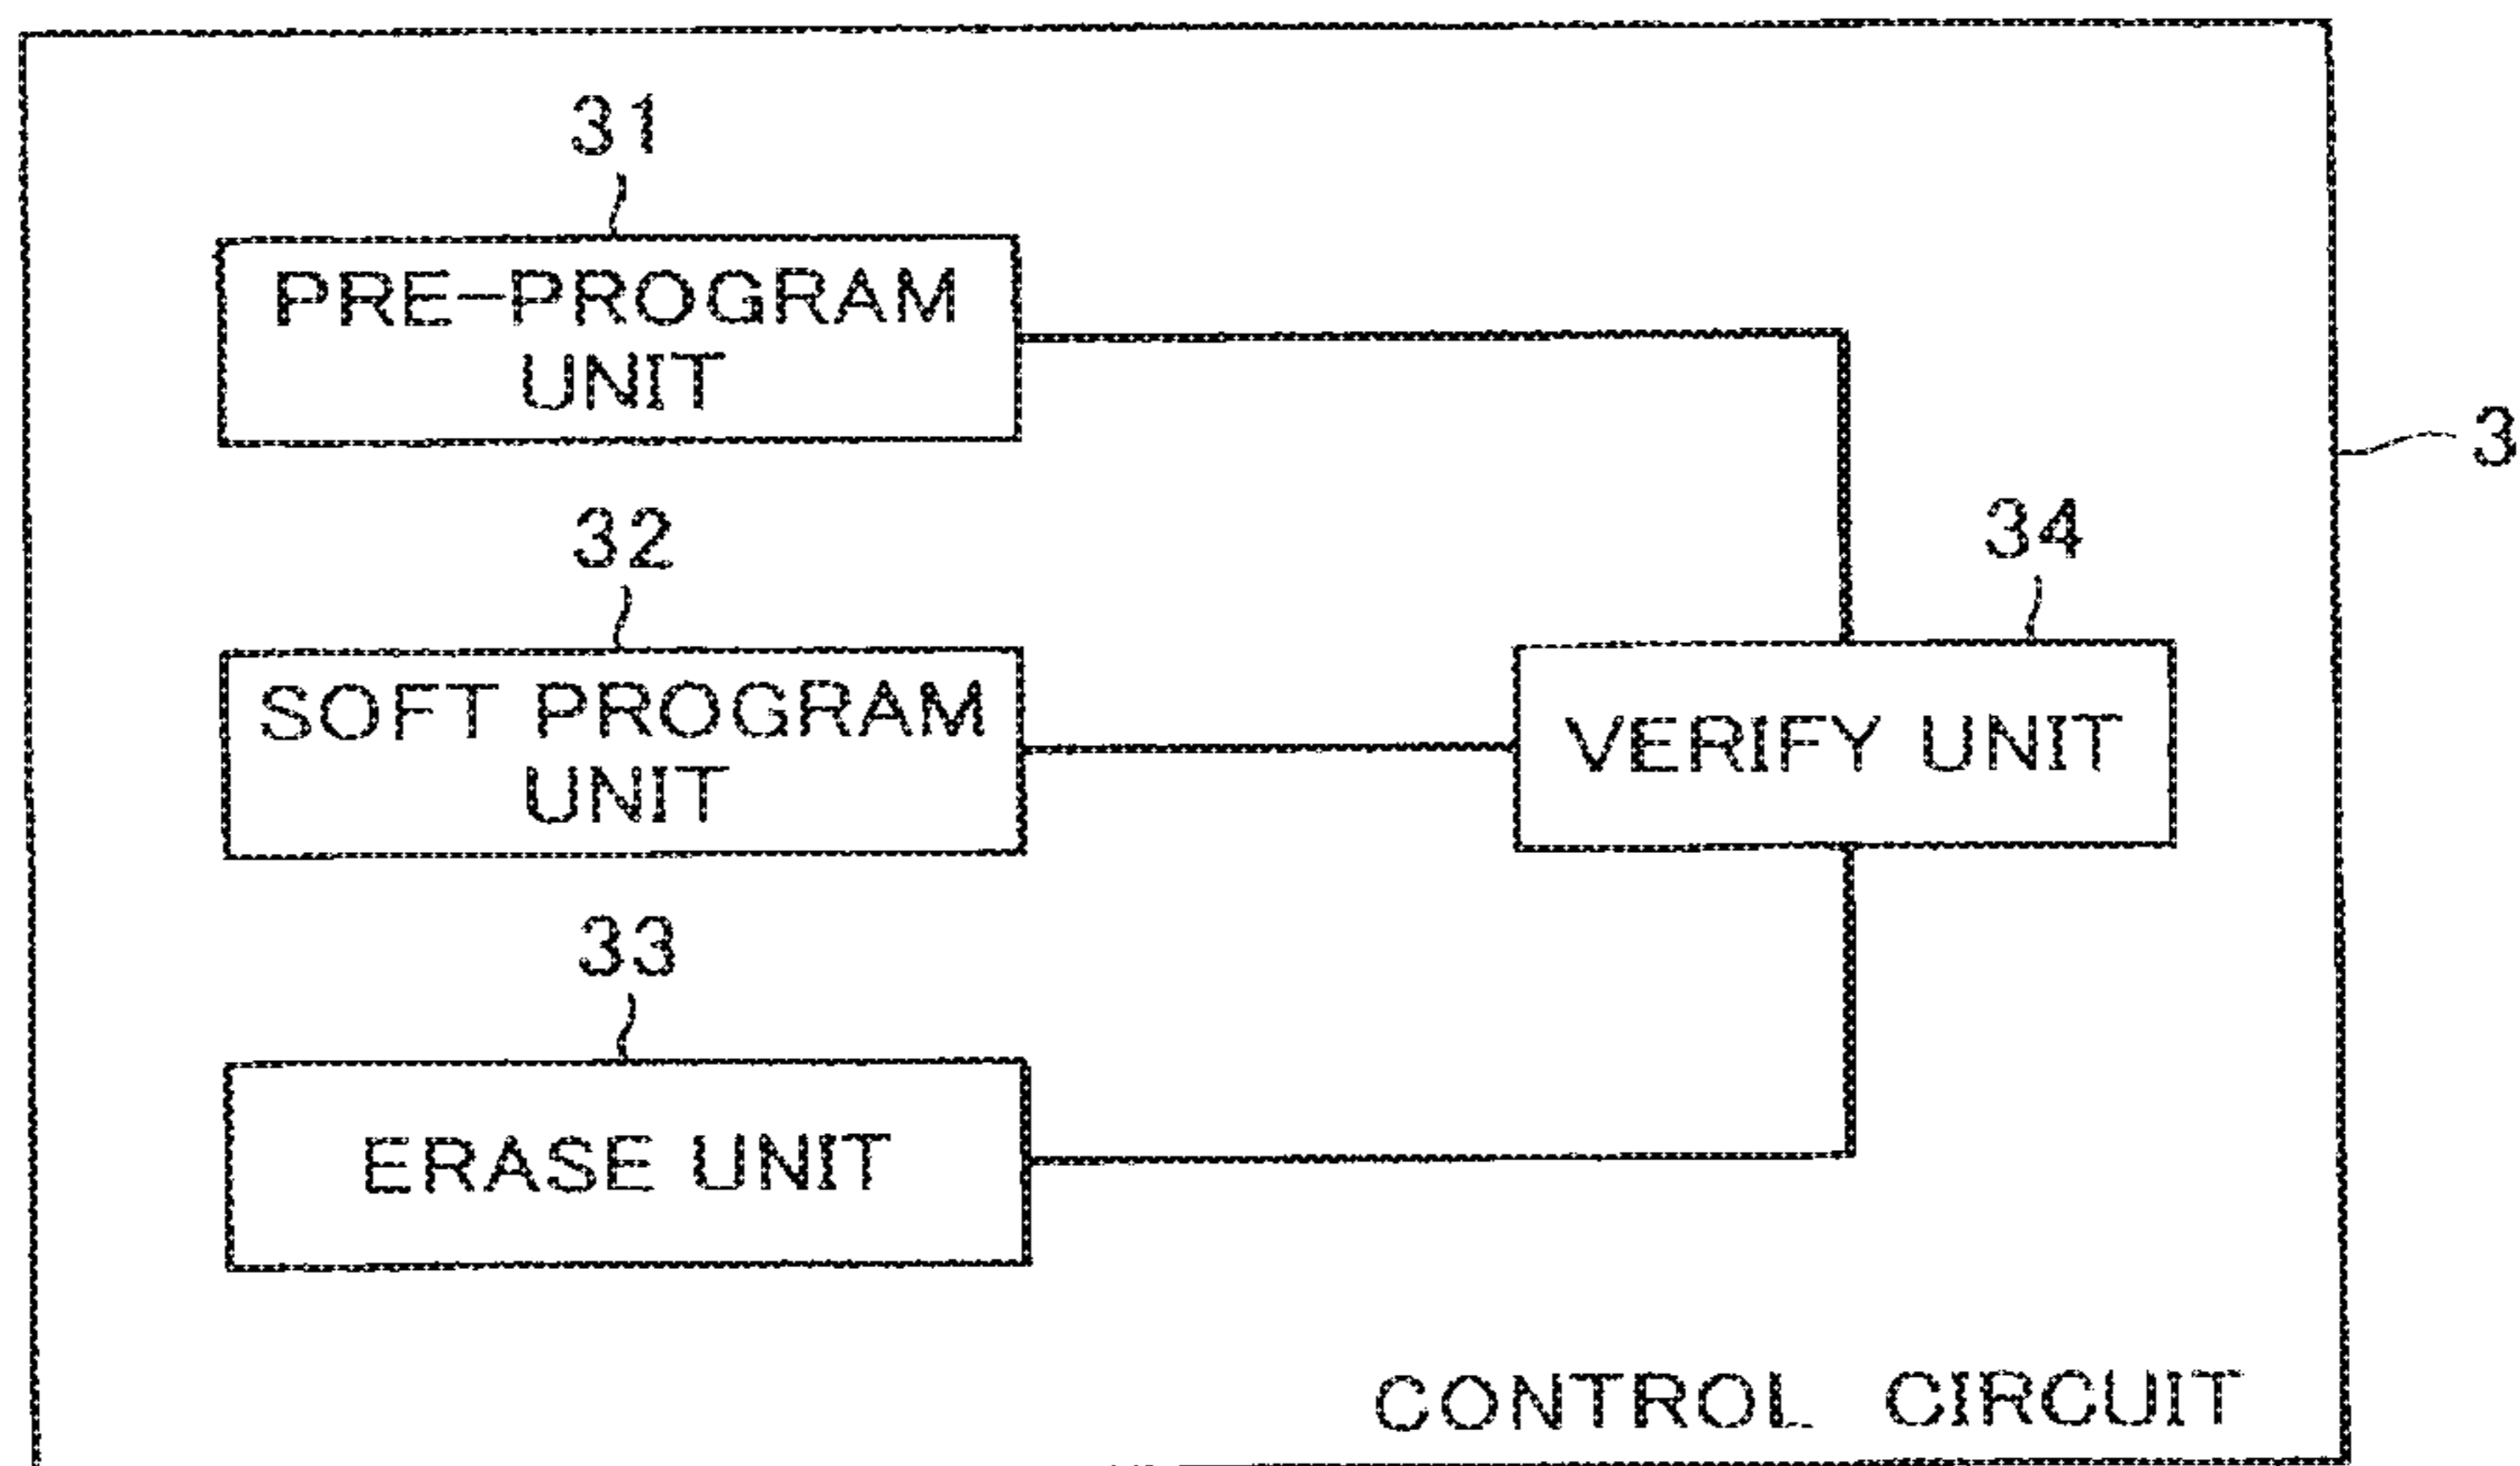 31
PRE-PROGRAM
UNIT
3
32
34
SOFT PROGRAM
UNIT
VERIFY UNIT
33
ERASE UNIT
CONTROL CIRCUIT